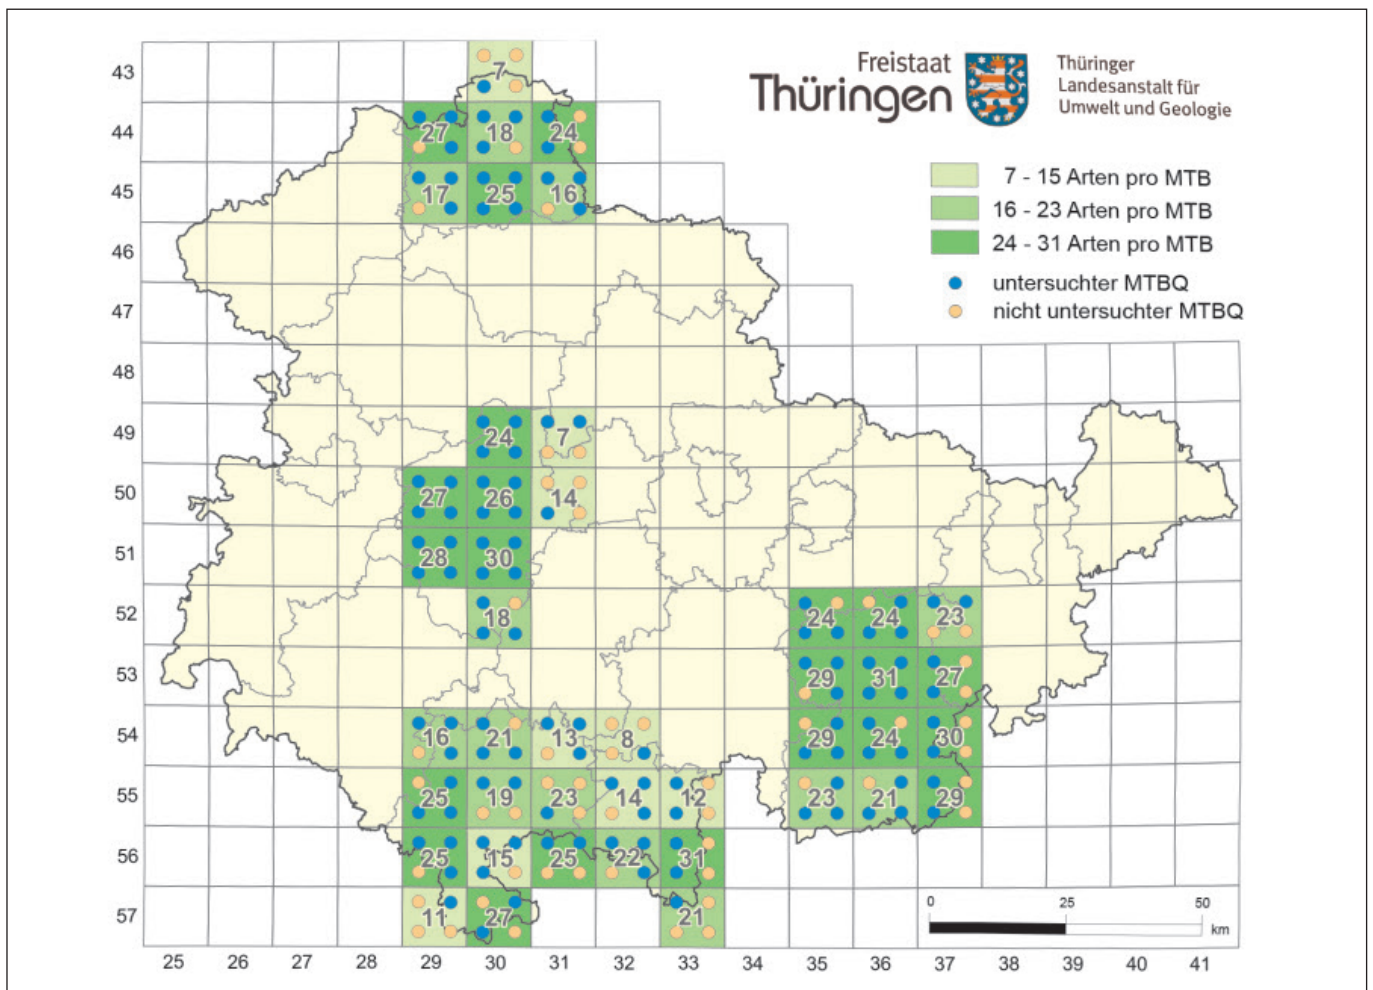 Freistaat
Thüringen
Thüringer
Landesanstalt für
Umwelt und Geologie
7 - 15 Arten pro MTB
16 - 23 Arten pro MTB
24 - 31 Arten pro MTB
untersuchter MTBQ
nicht untersuchter MTBQ
43 7
44 27 18 24
45 17 25 16
46
47
48
49 24 7
50 27 26 14
51 28 30
52 18 24 24 23
53 29 31 27
54 16 21 13 8 29 24 30
55 25 19 23 14 12 23 21 29
56 25 15 25 22 31
57 11 27 21
0 25 50
km
25 26 27 28 29 30 31 32 33 34 35 36 37 38 39 40 41